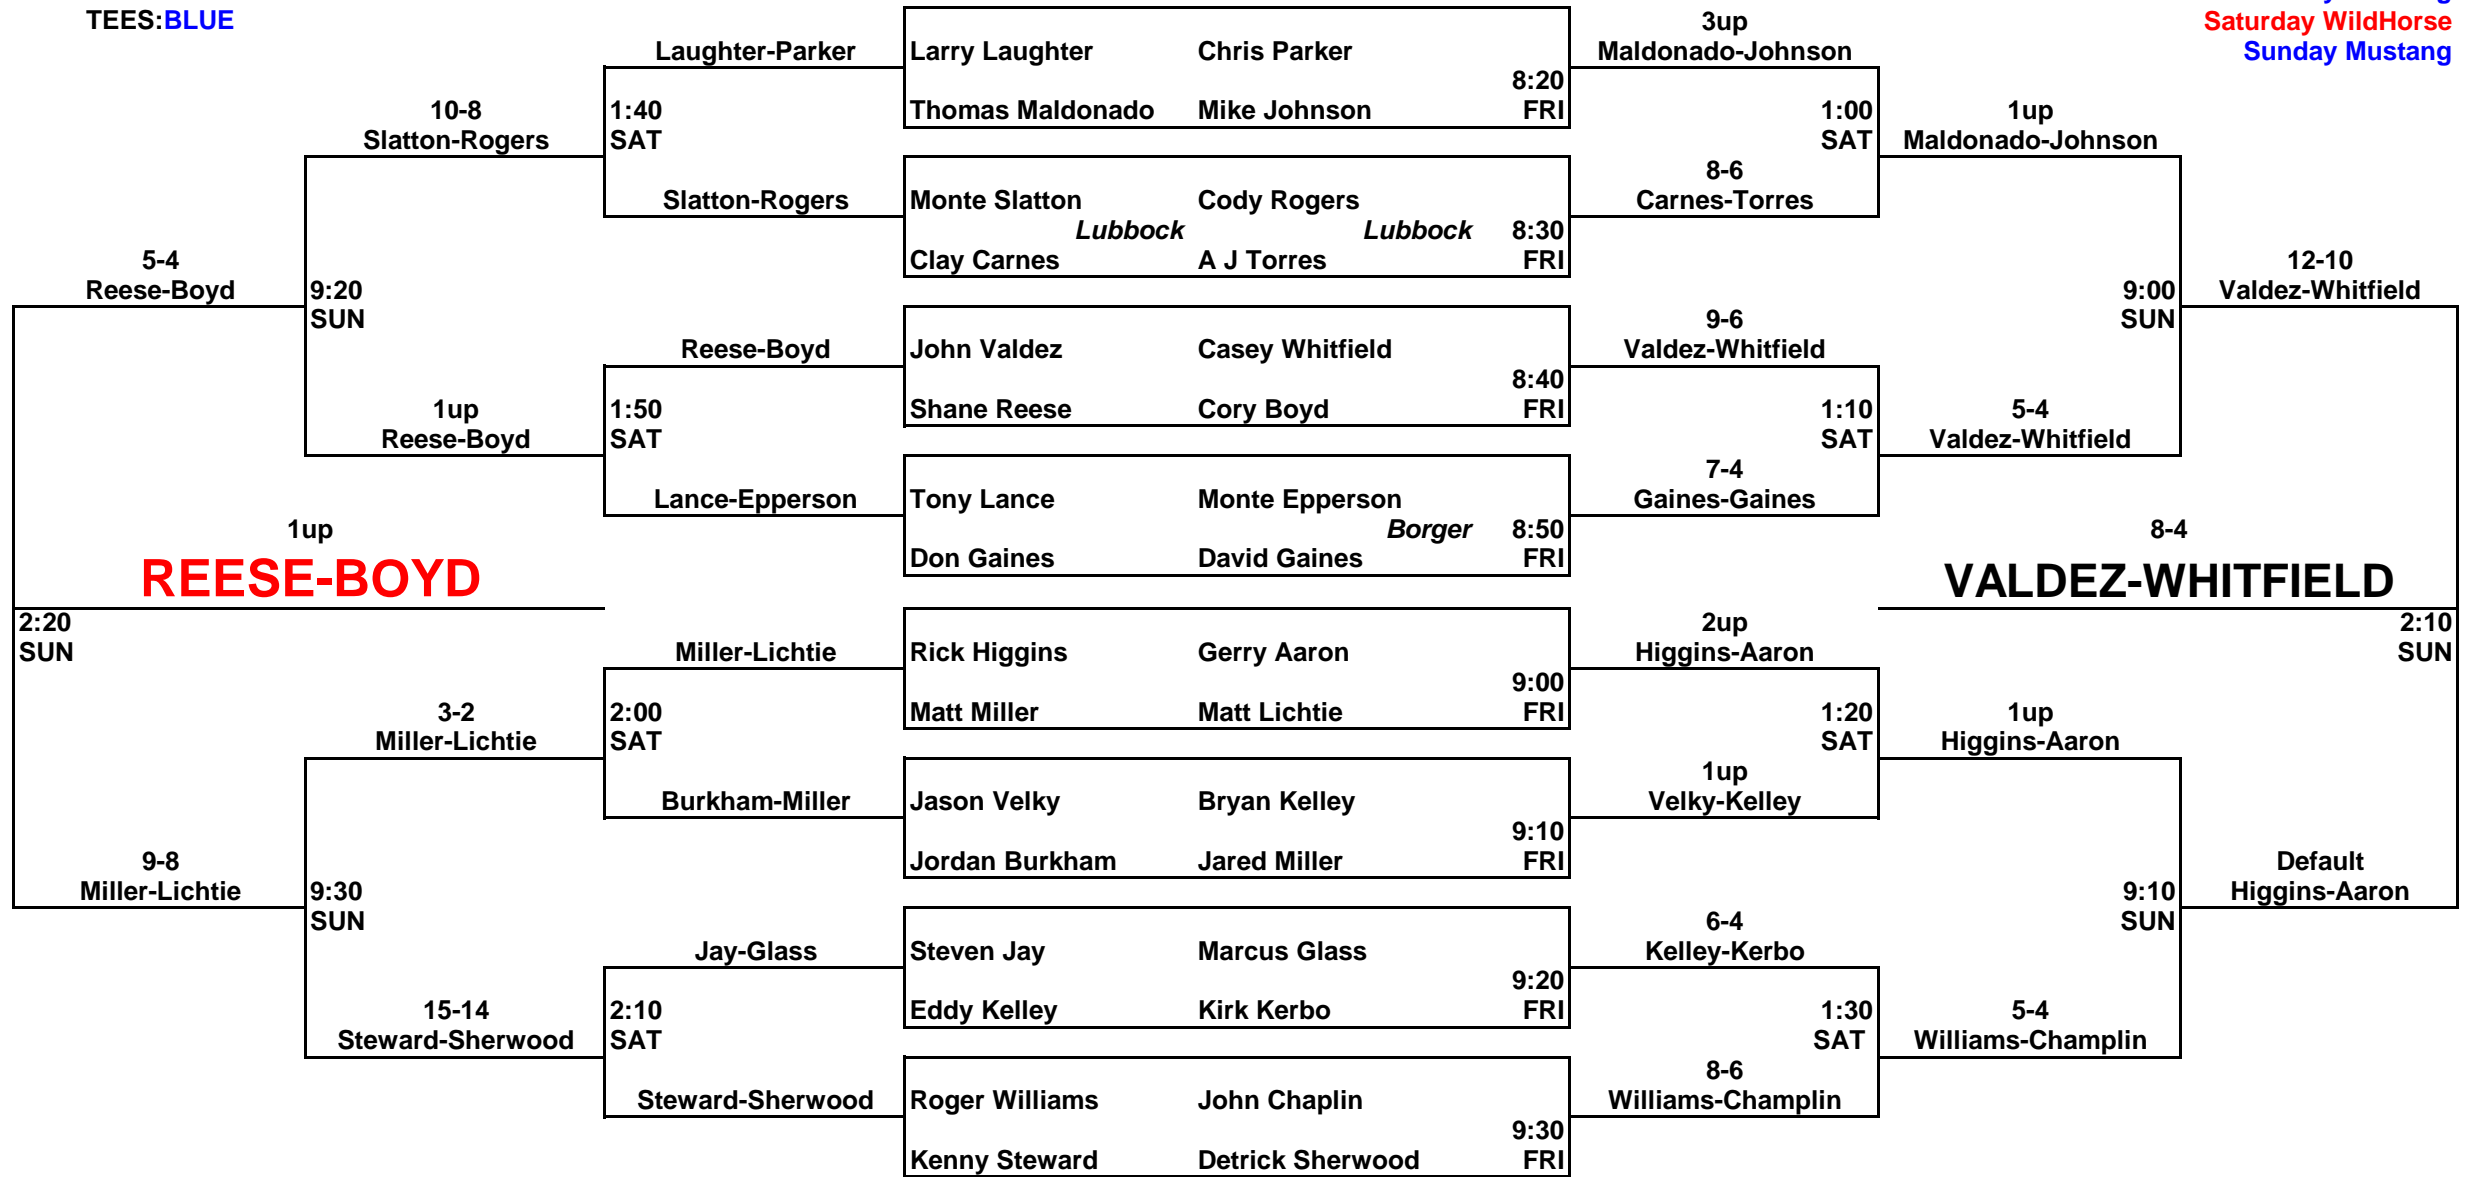 TEES:BLUE
Saturday WildHorse
Sunday Mustang
3up
Laughter-Parker Larry Laughter Chris Parker Maldonado-Johnson
8:20
10-8 1:40 Thomas Maldonado Mike Johnson FRI 1:00 1up
Slatton-Rogers SAT SAT Maldonado-Johnson
8-6
Slatton-Rogers Monte Slatton Cody Rogers Carnes-Torres
Lubbock Lubbock 8:30
5-4 Clay Carnes A J Torres FRI 12-10
Reese-Boyd 9:20 9:00 Valdez-Whitfield
SUN 9-6 SUN
Reese-Boyd John Valdez Casey Whitfield Valdez-Whitfield
8:40
1up 1:50 Shane Reese Cory Boyd FRI 1:10 5-4
Reese-Boyd SAT SAT Valdez-Whitfield
7-4
Lance-Epperson Tony Lance Monte Epperson Gaines-Gaines
1up Borger 8:50 8-4
Don Gaines David Gaines FRI
REESE-BOYD VALDEZ-WHITFIELD
2:20 2up 2:10
SUN Miller-Lichtie Rick Higgins Gerry Aaron Higgins-Aaron SUN
9:00
3-2 2:00 Matt Miller Matt Lichtie FRI 1:20 1up
Miller-Lichtie SAT SAT Higgins-Aaron
1up
Burkham-Miller Jason Velky Bryan Kelley Velky-Kelley
9:10
9-8 Jordan Burkham Jared Miller FRI Default
Miller-Lichtie 9:30 9:10 Higgins-Aaron
SUN 6-4 SUN
Jay-Glass Steven Jay Marcus Glass Kelley-Kerbo
9:20
15-14 2:10 Eddy Kelley Kirk Kerbo FRI 1:30 5-4
Steward-Sherwood SAT SAT Williams-Champlin
8-6
Steward-Sherwood Roger Williams John Chaplin Williams-Champlin
9:30
Kenny Steward Detrick Sherwood FRI